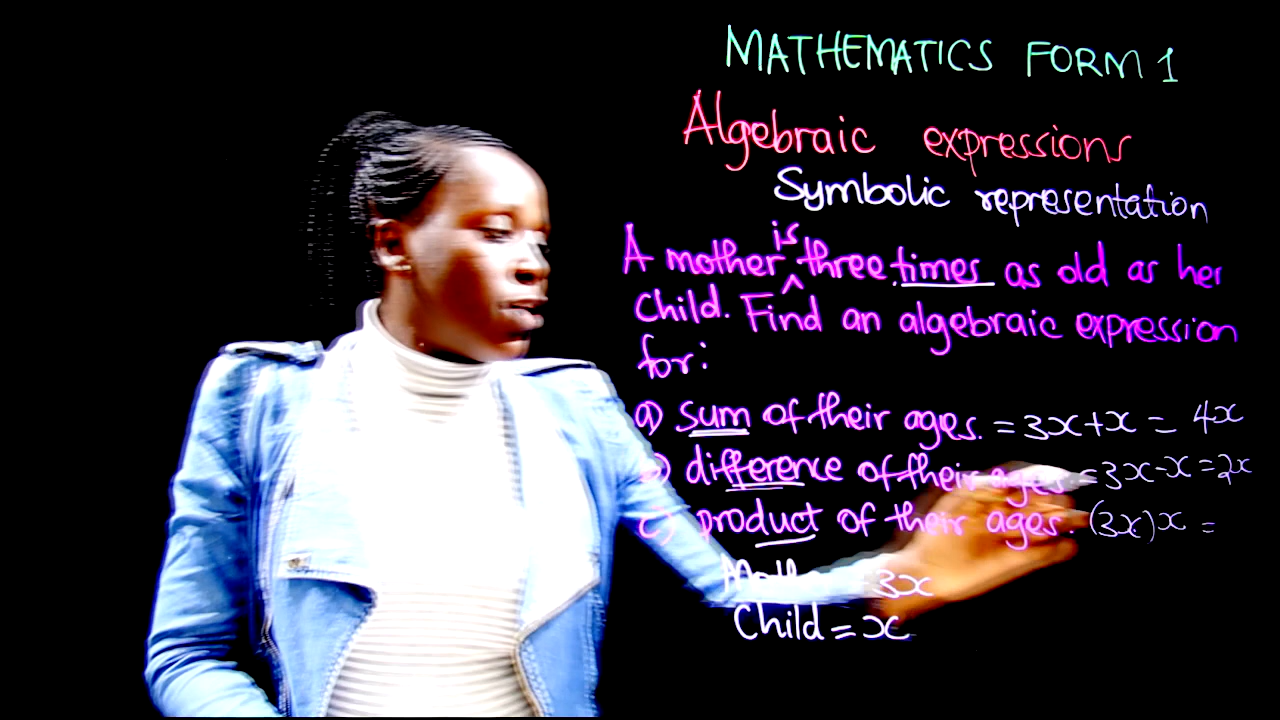 MATHEMATICS FORM 1
Algebraic expressions
Symbolic representation
A mother is three times as old as her
Child. Find an algebraic expression
for:
a) sum of their ages. = 3x+x = 4x
difference of their ages = 3x-x = 2x
c) product of their ages. (3x)x =
= 3x
Child = x